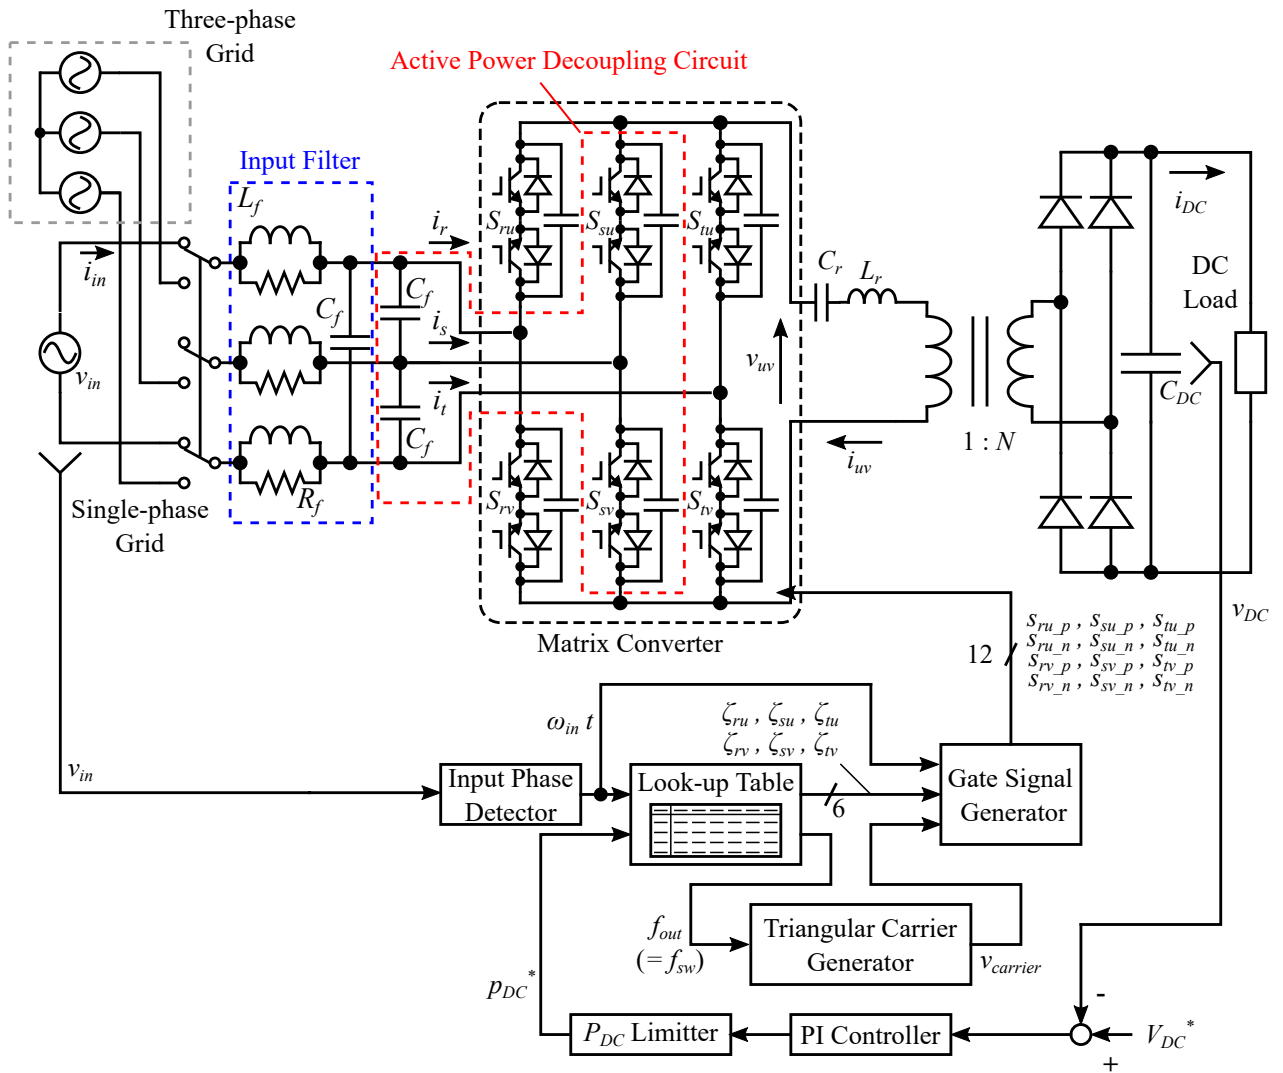 Three-phase
Grid
Active Power Decoupling Circuit
Input Filter
L_f
i_r
S_ru
S_su
S_tu
i_in
C_f
C_f
i_s
v_in
i_t
C_f
R_f
Single-phase
Grid
S_rv
S_sv
S_tv
v_uv
C_r
L_r
i_uv
1 : N
i_DC
DC
Load
C_DC
v_DC
Matrix Converter
12
s_ru_p , s_su_p , s_tu_p
s_ru_n , s_su_n , s_tu_n
s_rv_p , s_sv_p , s_tv_p
s_rv_n , s_sv_n , s_tv_n
ω_in t
ζ_ru , ζ_su , ζ_tu
ζ_rv , ζ_sv , ζ_tv
v_in
Input Phase
Detector
Look-up Table
6
Gate Signal
Generator
f_out
(= f_sw)
Triangular Carrier
Generator
v_carrier
p_DC*
P_DC Limitter
PI Controller
-
+
V_DC*